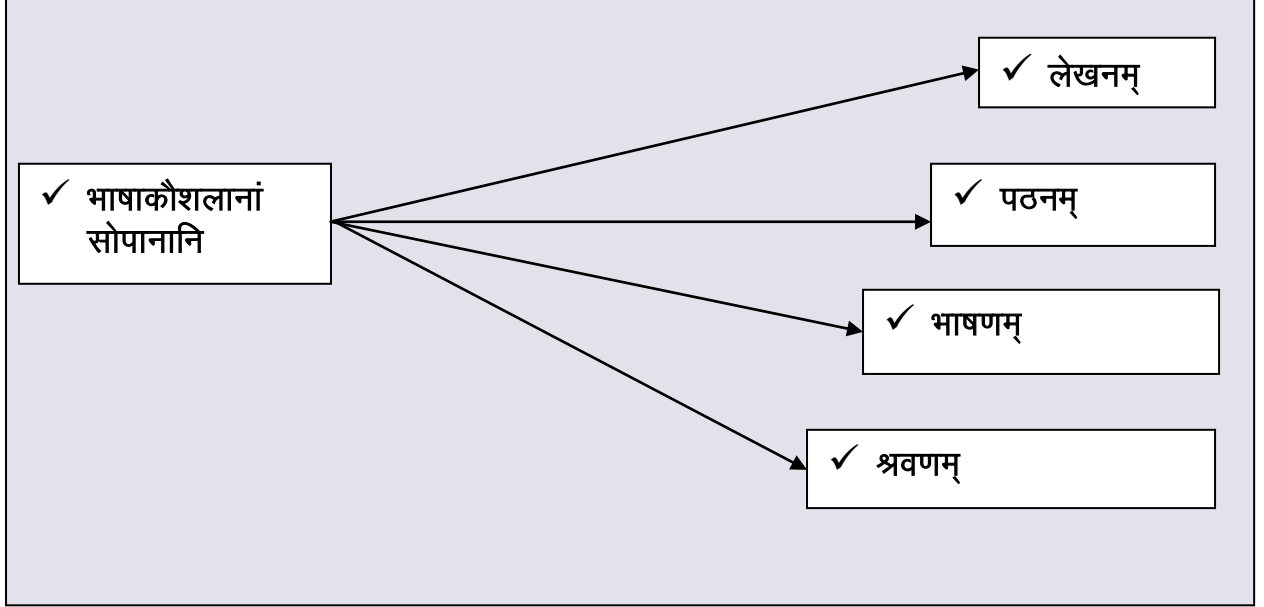 ✓ लेखनम्
✓ भाषाकौशलानां
सोपानानि
✓ पठनम्
✓ भाषणम्
✓ श्रवणम्